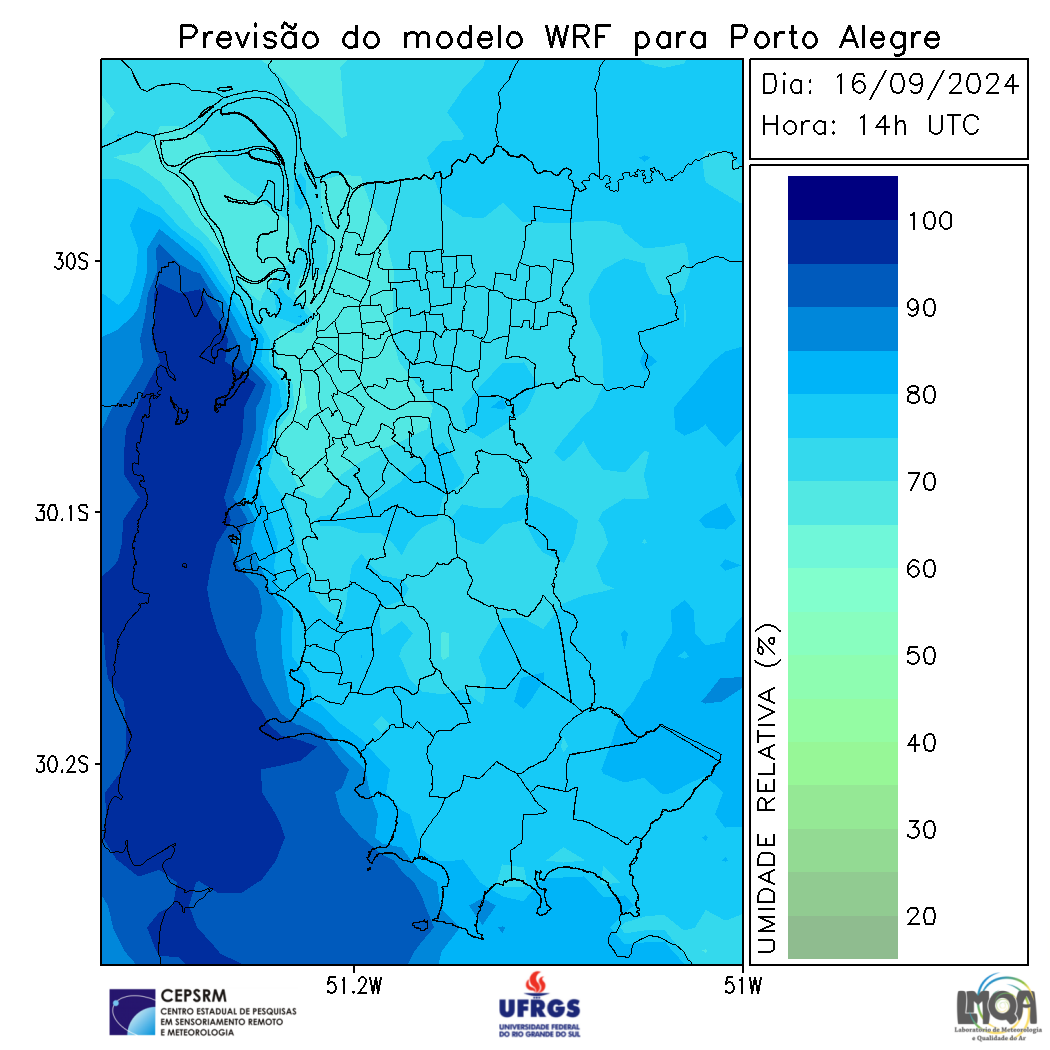 Previsão do modelo WRF para Porto Alegre
Dia: 16/09/2024
Hora: 14h UTC
30S
30.1S
30.2S
51.2W
51W
UMIDADE RELATIVA (%)
100
90
80
70
60
50
40
30
20
CEPSRM
CENTRO ESTADUAL DE PESQUISAS
EM SENSORIAMENTO REMOTO
E METEOROLOGIA
UFRGS
UNIVERSIDADE FEDERAL
DO RIO GRANDE DO SUL
LMQA
Laboratório de Meteorologia
e Qualidade do Ar